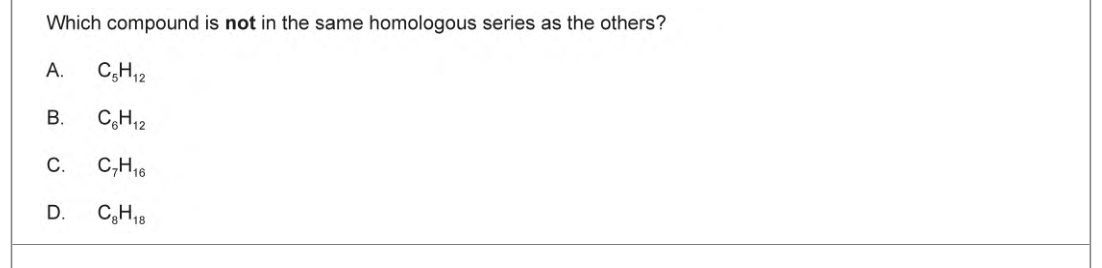 Which compound is not in the same homologous series as the others?
A. C₅H₁₂
B. C₆H₁₂
C. C₇H₁₆
D. C₈H₁₈